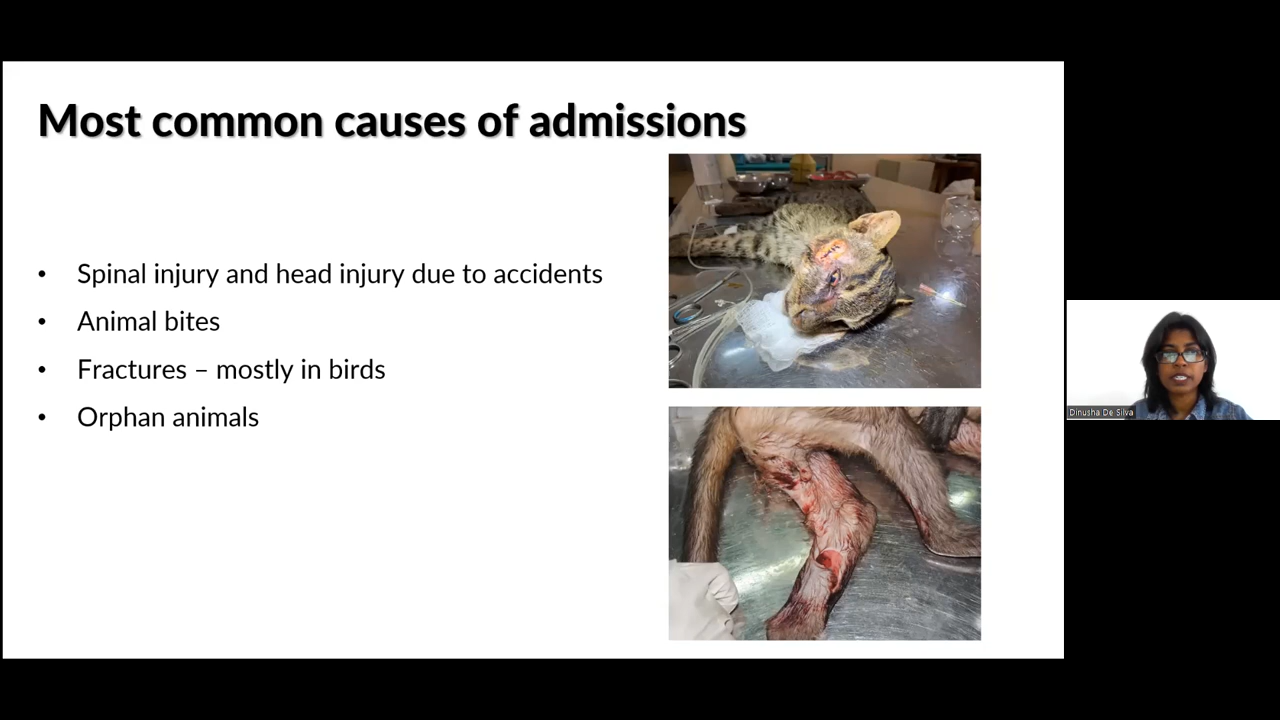 Most common causes of admissions
• Spinal injury and head injury due to accidents
• Animal bites
• Fractures – mostly in birds
• Orphan animals
Dinusha De Silva